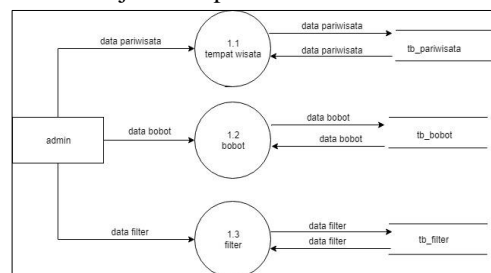 data pariwisata
data pariwisata
1.1
tempat wisata
data pariwisata
tb_pariwisata
admin
data bobot
1.2
bobot
data bobot
data bobot
tb_bobot
data filter
1.3
filter
data filter
data filter
tb_filter